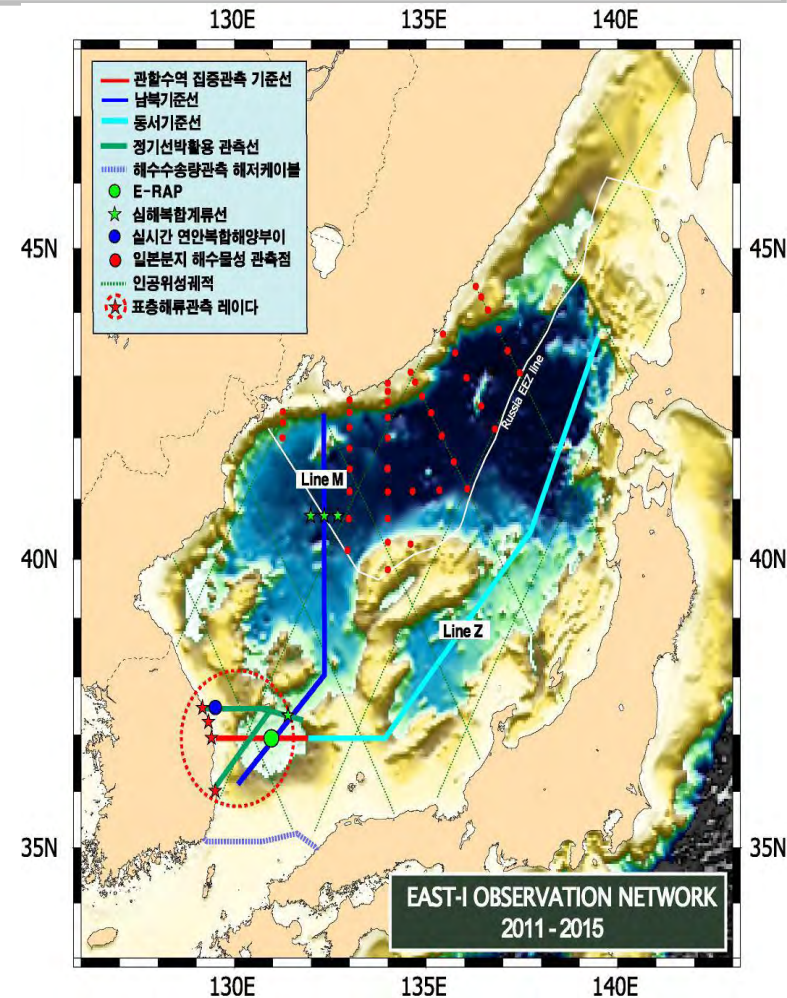 130E 135E 140E
관할수역 집중관측 기준선
남북기준선
동서기준선
정기선박활용 관측선
해수수송량관측 해저케이블
E-RAP
심해복합계류선
실시간 연안복합해양부이
일본분지 해수물성 관측점
인공위성궤적
표층해류관측 레이다
45N 45N
Russia EEZ line
Line M
40N 40N
Line Z
35N 35N
EAST-I OBSERVATION NETWORK
2011 - 2015
130E 135E 140E